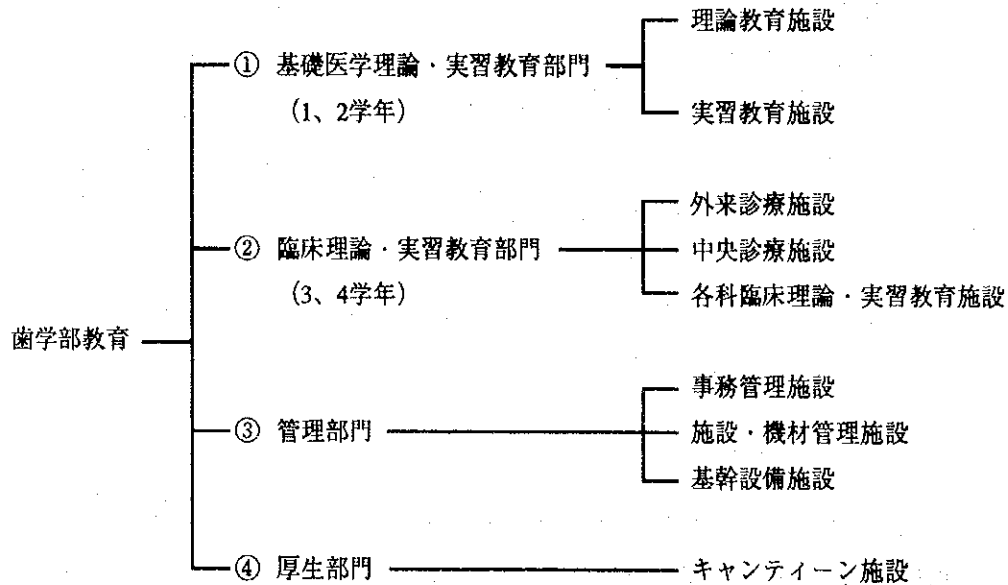 理論教育施設
① 基礎医学理論・実習教育部門
(1、2学年)
実習教育施設
外来診療施設
② 臨床理論・実習教育部門
中央診療施設
(3、4学年)
各科臨床理論・実習教育施設
歯学部教育
事務管理施設
③ 管理部門
施設・機材管理施設
基幹設備施設
④ 厚生部門
キャンティーン施設